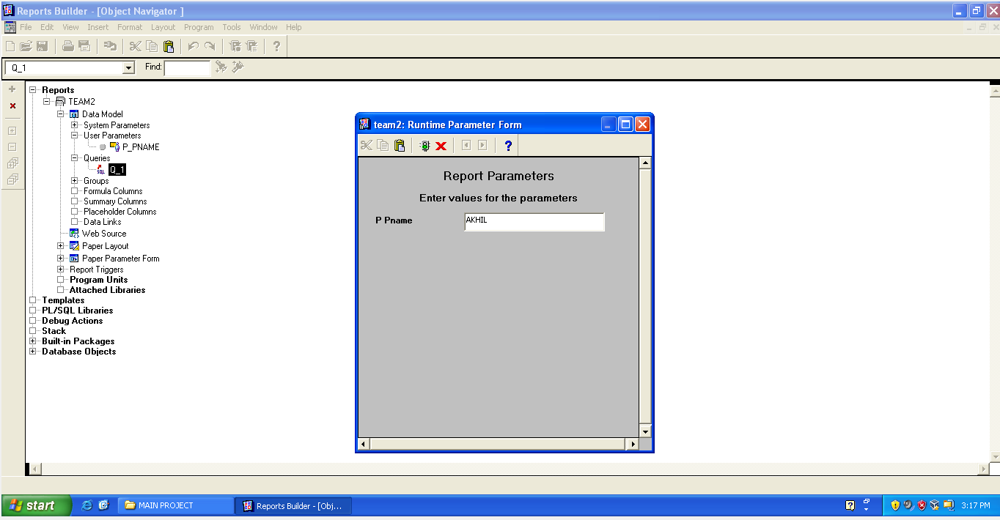 Reports Builder - [Object Navigator ]
File Edit View Insert Format Layout Program Tools Window Help
Q_1 Find:
Reports
TEAM2
Data Model
System Parameters
User Parameters
P_PNAME
Queries
SQL Q_1
Groups
Formula Columns
Summary Columns
Placeholder Columns
Data Links
Web Source
Paper Layout
Paper Parameter Form
Report Triggers
Program Units
Attached Libraries
Templates
PL/SQL Libraries
Debug Actions
Stack
Built-in Packages
Database Objects
team2: Runtime Parameter Form
Report Parameters
Enter values for the parameters
P Pname AKHIL
start MAIN PROJECT Reports Builder - [Obj... 3:17 PM